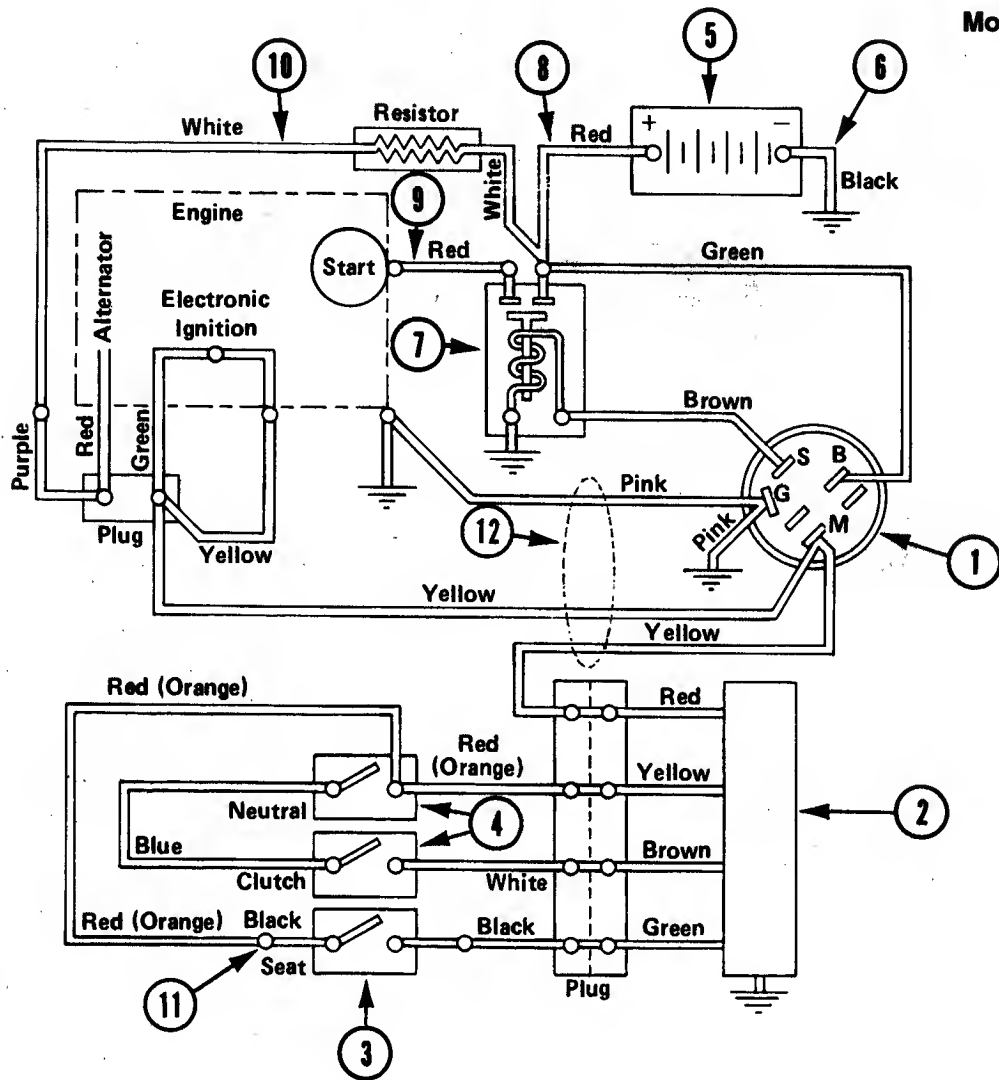 Mo
10
8
5
6
White
Resistor
Red
+
−
White
Black
9
Engine
Red
Green
Start
Alternator
Electronic
Ignition
7
Brown
Purple
Red
Green
S
B
Pink
G
M
12
Pink
Plug
Yellow
1
Yellow
Yellow
Red (Orange)
Red
Red
(Orange)
Yellow
Neutral
4
2
Blue
Clutch
White
Brown
Red (Orange)
Black
Black
Green
Seat
Plug
11
3